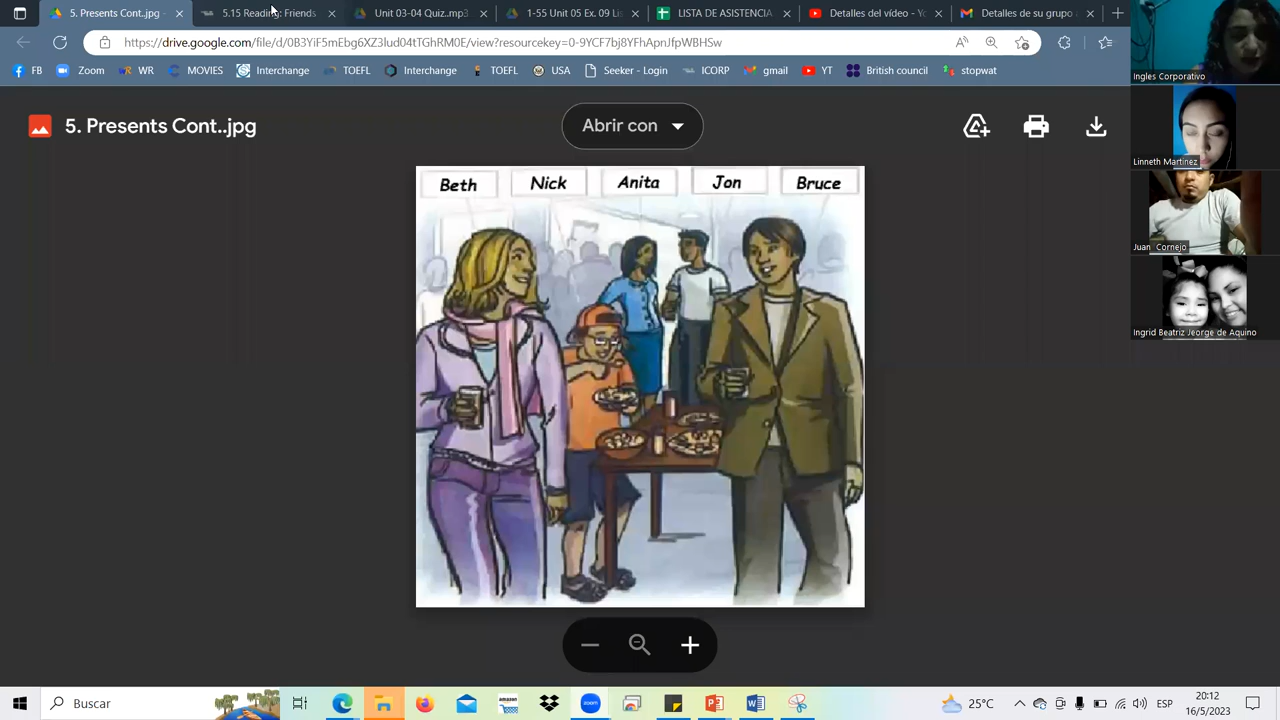 5. Presents Cont..jpg -
5.15 Reading: Friends
Unit 03-04 Quiz..mp3
1-55 Unit 05 Ex. 09 Lis
LISTA DE ASISTENCIA
Detalles del vídeo - Yo
Detalles de su grupo
https://drive.google.com/file/d/0B3YiF5mEbg6XZ3lud04tTGhRM0E/view?resourcekey=0-9YCF7bj8YFhApnJfpWBHSw
FB
Zoom
WR
MOVIES
Interchange
TOEFL
Interchange
TOEFL
USA
Seeker - Login
ICORP
gmail
YT
British council
stopwat
5. Presents Cont..jpg
Abrir con
Beth
Nick
Anita
Jon
Bruce
Ingles Corporativo
Linneth Martinez
Juan Cornejo
Ingrid Beatriz Jeorge de Aquino
Buscar
25°C
ESP
20:12
16/5/2023